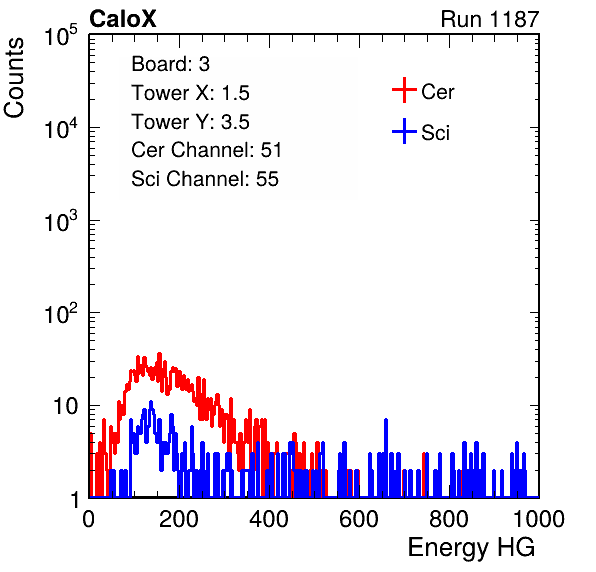 CaloX Run 1187
Counts
10^5
10^4
10^3
10^2
10
1
Board: 3
Tower X: 1.5
Tower Y: 3.5
Cer Channel: 51
Sci Channel: 55
Cer
Sci
0 200 400 600 800 1000
Energy HG